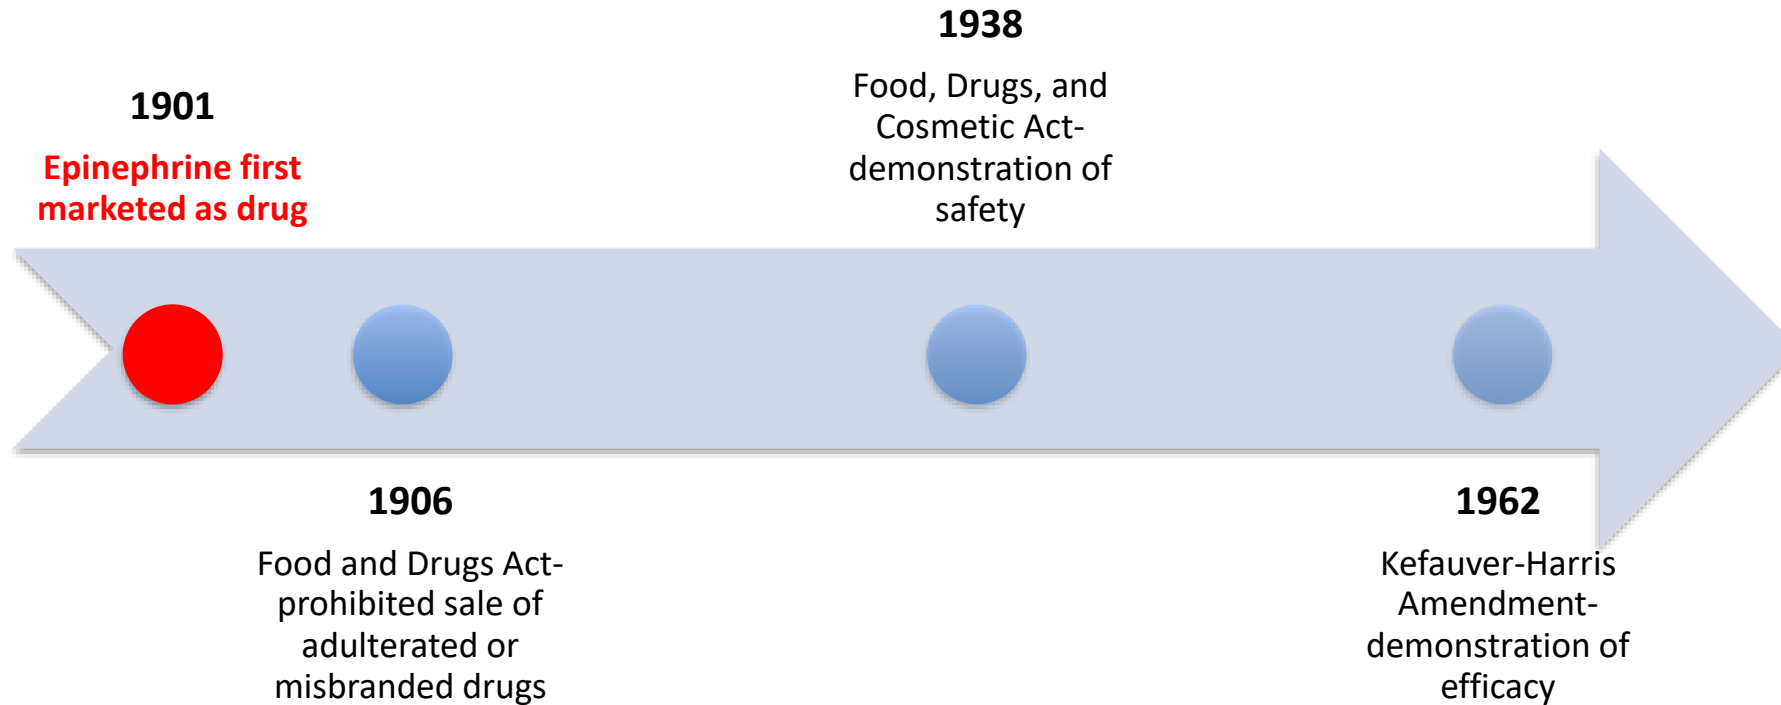 1901
Epinephrine first
marketed as drug
1906
Food and Drugs Act-
prohibited sale of
adulterated or
misbranded drugs
1938
Food, Drugs, and
Cosmetic Act-
demonstration of
safety
1962
Kefauver-Harris
Amendment-
demonstration of
efficacy